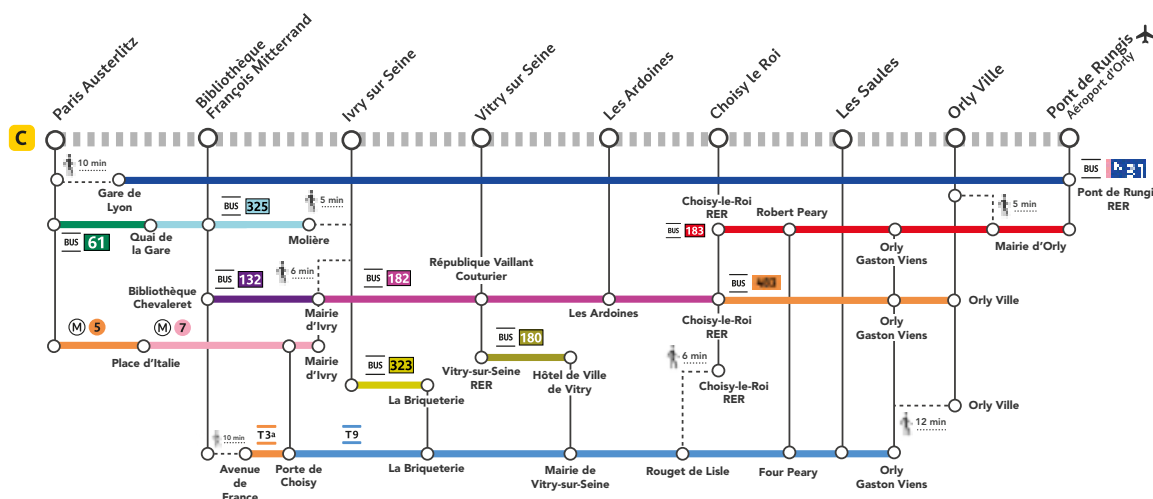 Paris Austerlitz
Bibliothèque
François Mitterrand
Ivry sur Seine
Vitry sur Seine
Les Ardoines
Choisy le Roi
Les Saules
Orly Ville
Pont de Rungis
Aéroport d'Orly
C
10 min
BUS
Gare de
Lyon
Pont de Rungi
RER
BUS 61
Quai de
la Gare
BUS 325
5 min
Molière
Choisy-le-Roi
RER
BUS 183
Robert Peary
Orly
Gaston Viens
5 min
Mairie d'Orly
Bibliothèque
Chevaleret
BUS 132
6 min
Mairie
d'Ivry
BUS 182
République Vaillant
Couturier
Les Ardoines
Choisy-le-Roi
RER
BUS
Orly
Gaston Viens
Orly Ville
M 5
M 7
Place d'Italie
Mairie
d'Ivry
BUS 323
La Briqueterie
BUS 180
Vitry-sur-Seine
RER
Hôtel de Ville
de Vitry
6 min
Choisy-le-Roi
RER
Orly Ville
12 min
10 min
T3a
T9
Avenue
de
France
Porte de
Choisy
La Briqueterie
Mairie de
Vitry-sur-Seine
Rouget de Lisle
Four Peary
Orly
Gaston Viens